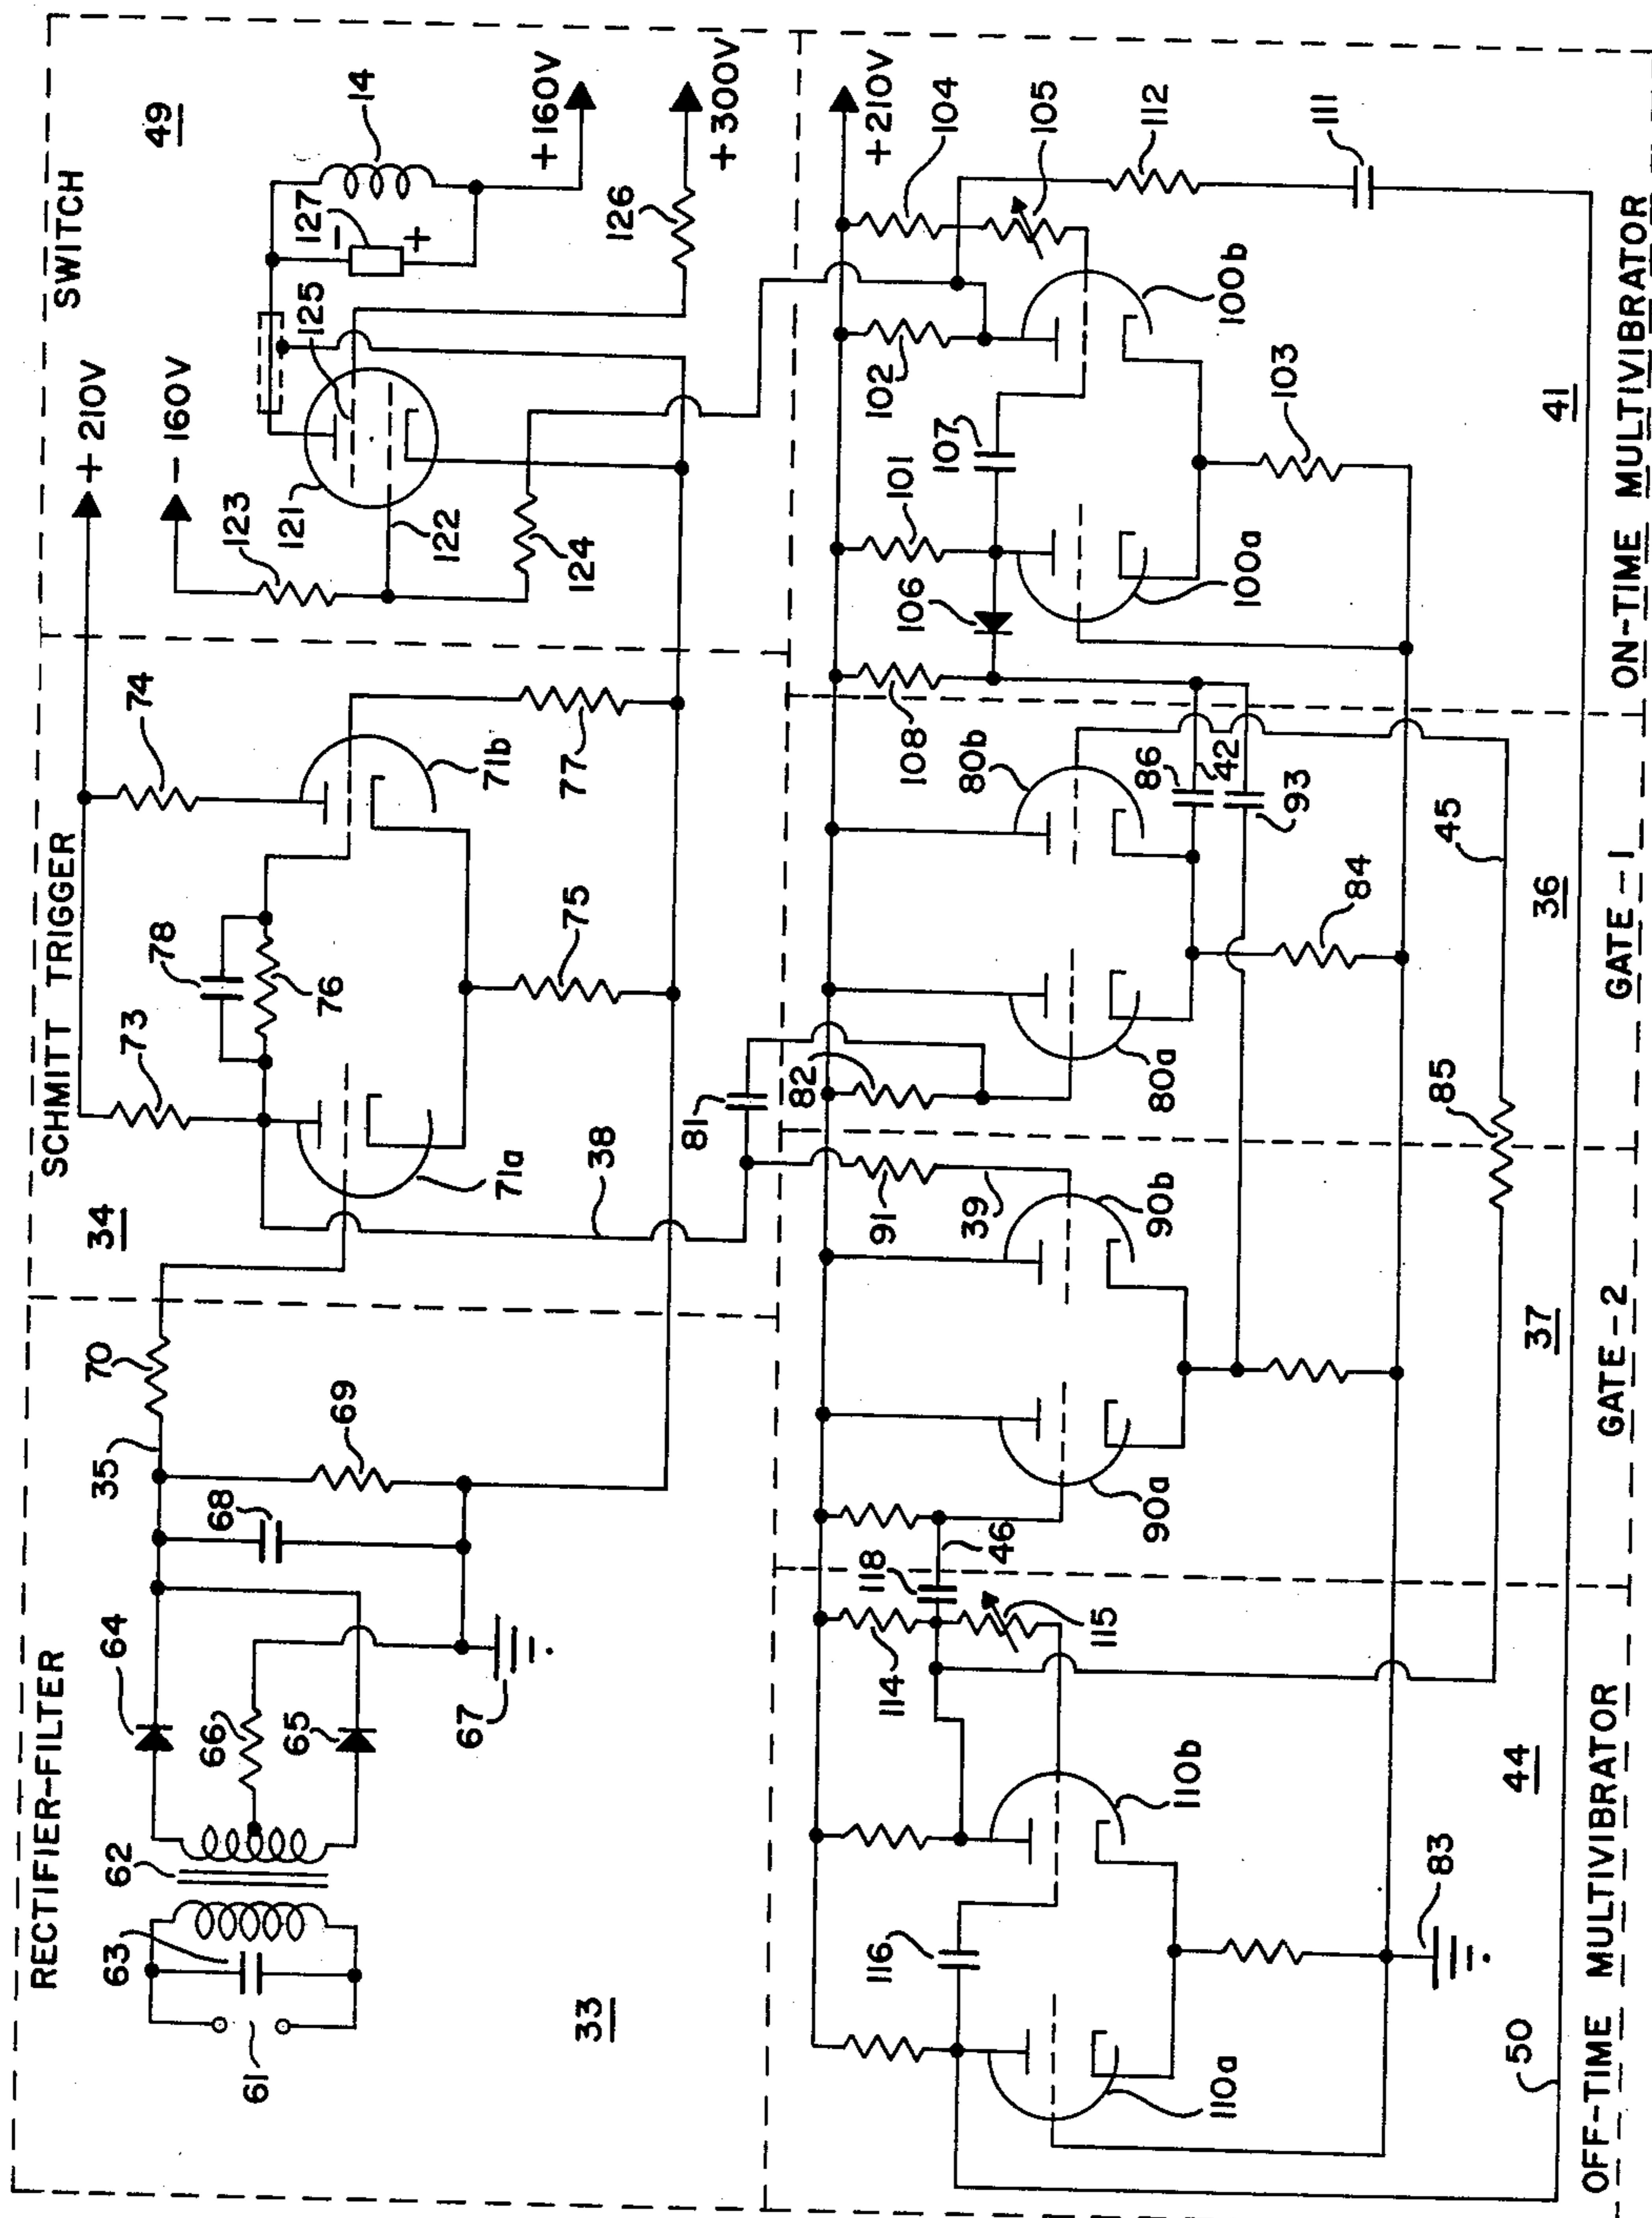 RECTIFIER-FILTER
61
63
62
64
66
65
67
68
35
69
70
33
SCHMITT TRIGGER
34
73
78
76
74
71a
71b
75
77
38
81
SWITCH
49
+210V
-160V
123
121
122
124
125
127
14
+160V
126
+300V
OFF-TIME MULTIVIBRATOR
44
116
110a
110b
114
115
118
83
50
GATE-2
37
46
90a
90b
91
39
GATE-1
36
82
80a
80b
85
84
86
42
93
45
108
ON-TIME MULTIVIBRATOR
41
106
101
107
102
100a
100b
103
+210V
104
105
112
111